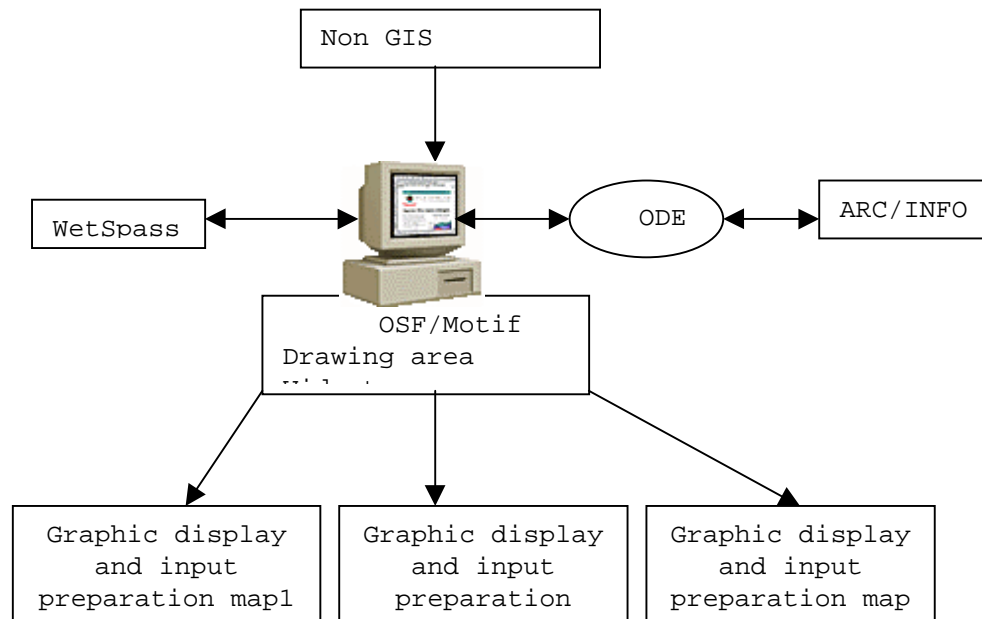 Non GIS
WetSpass
ODE
ARC/INFO
OSF/Motif
Drawing area
Graphic display
and input
preparation map1
Graphic display
and input
preparation
Graphic display
and input
preparation map